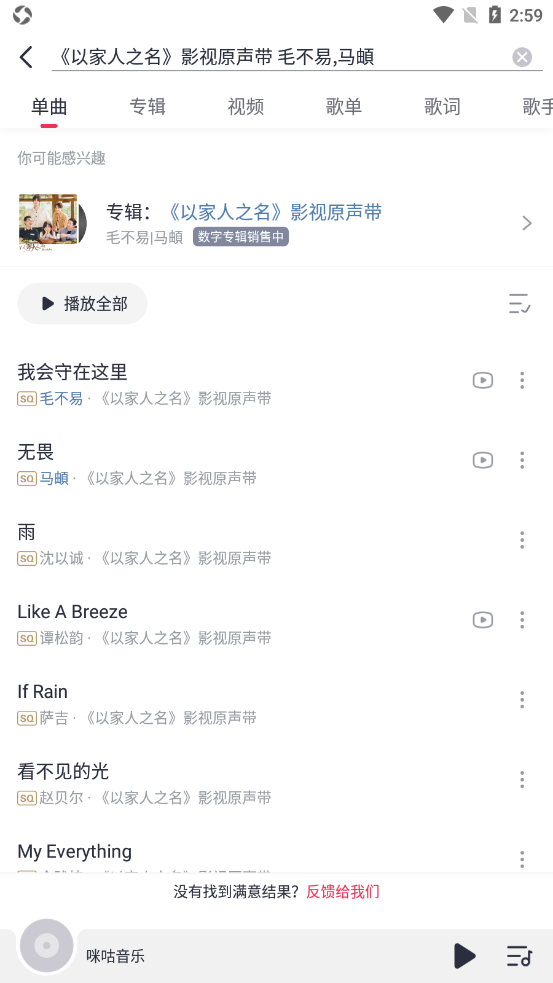 2:59
《以家人之名》影视原声带 毛不易,马頔
单曲 专辑 视频 歌单 歌词 歌手
你可能感兴趣
专辑：《以家人之名》影视原声带
毛不易|马頔 数字专辑销售中
播放全部
我会守在这里
SQ 毛不易 · 《以家人之名》影视原声带
无畏
SQ 马頔 · 《以家人之名》影视原声带
雨
SQ 沈以诚 · 《以家人之名》影视原声带
Like A Breeze
SQ 谭松韵 · 《以家人之名》影视原声带
If Rain
SQ 萨吉 · 《以家人之名》影视原声带
看不见的光
SQ 赵贝尔 · 《以家人之名》影视原声带
My Everything
没有找到满意结果？反馈给我们
咪咕音乐